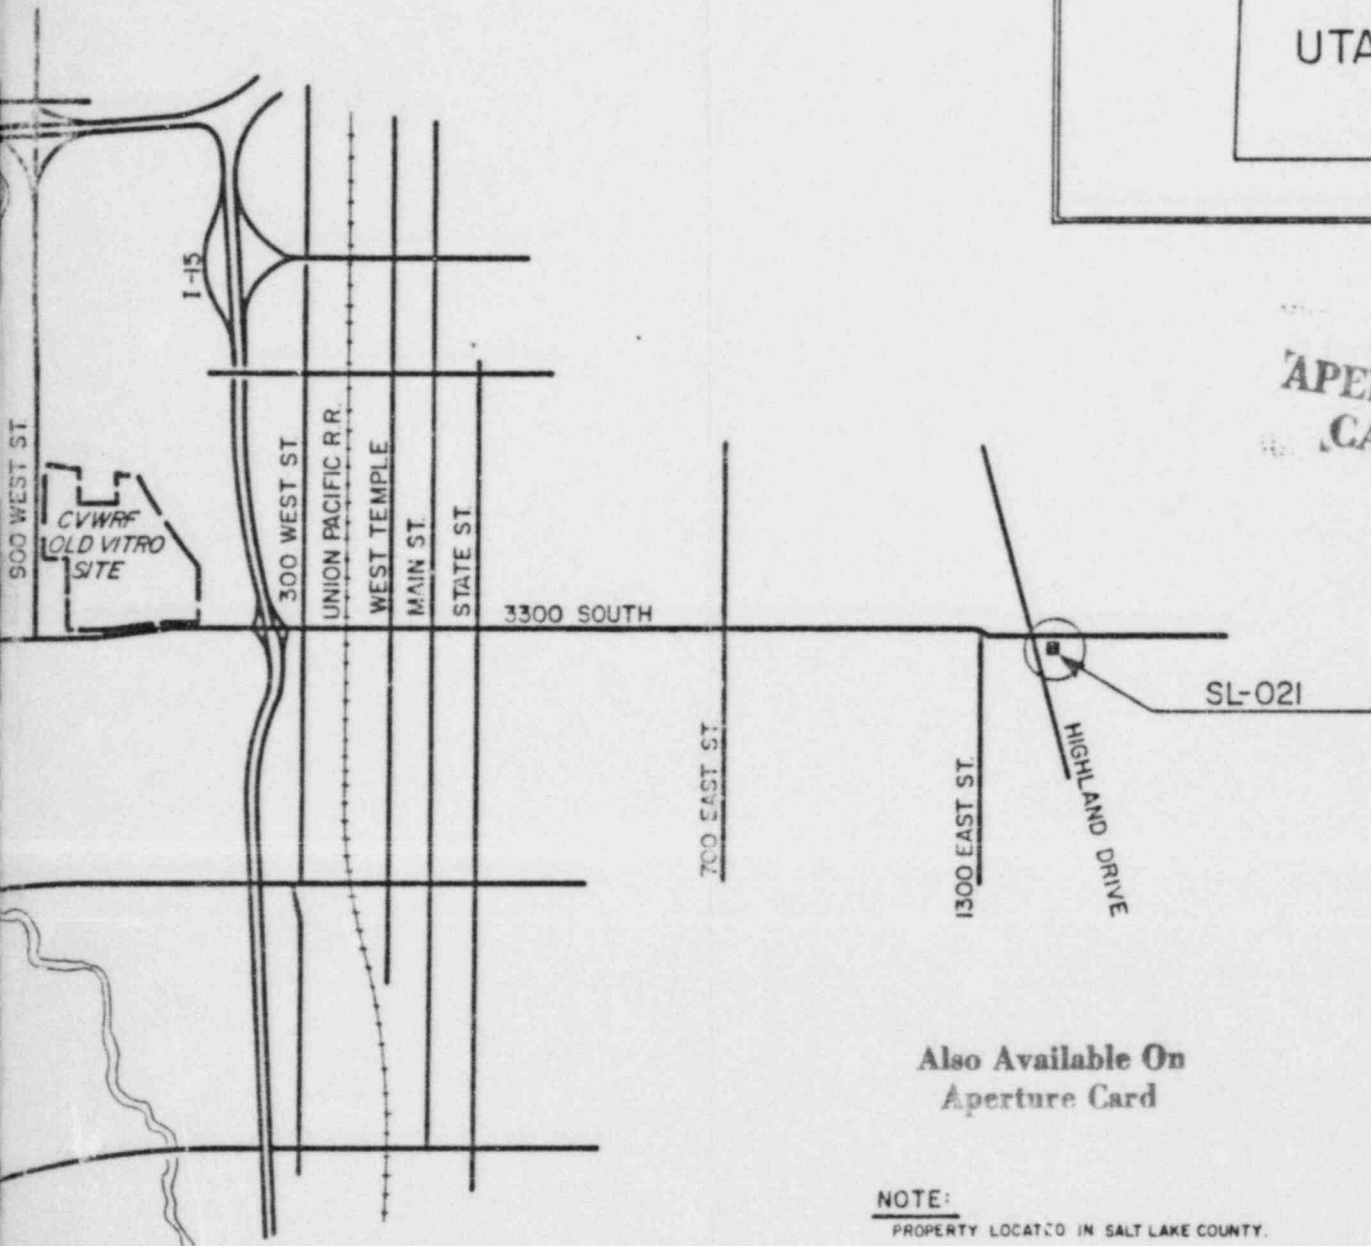 UTA
I-15
APE
CA
900 WEST ST.
CVWRF
OLD VITRO
SITE
300 WEST ST.
UNION PACIFIC R.R.
WEST TEMPLE
MAIN ST.
STATE ST.
3300 SOUTH
SL-021
700 EAST ST.
1300 EAST ST.
HIGHLAND DRIVE
Also Available On
Aperture Card
NOTE:
PROPERTY LOCATED IN SALT LAKE COUNTY.